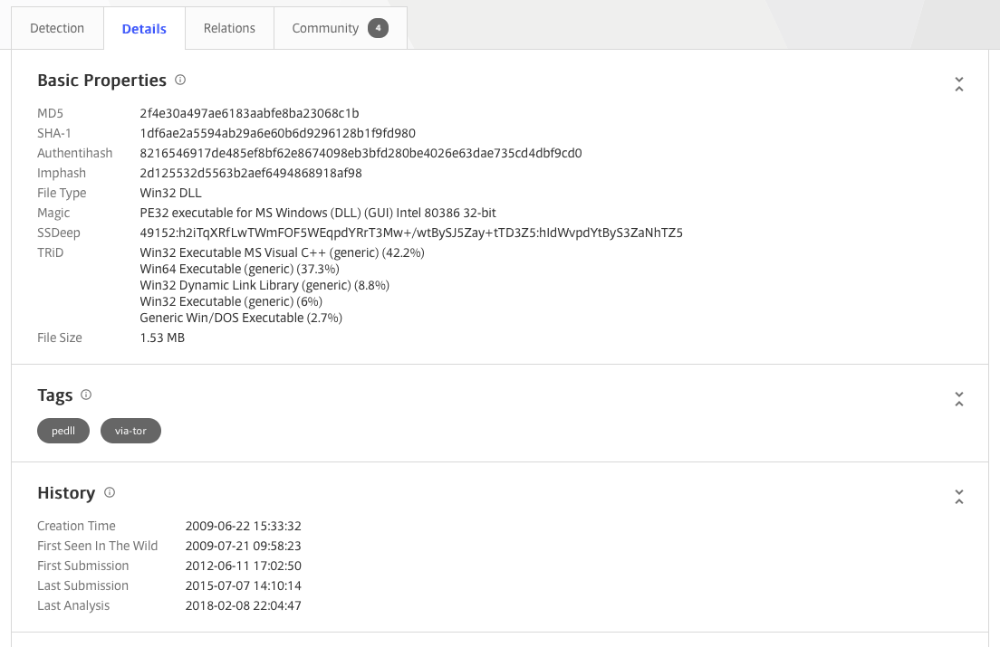 Detection Details Relations Community 4
Basic Properties
MD5 2f4e30a497ae6183aabfe8ba23068c1b
SHA-1 1df6ae2a5594ab29a6e60b6d9296128b1f9fd980
Authentihash 8216546917de485ef8bf62e8674098eb3bfd280be4026e63dae735cd4dbf9cd0
Imphash 2d125532d5563b2aef6494868918af98
File Type Win32 DLL
Magic PE32 executable for MS Windows (DLL) (GUI) Intel 80386 32-bit
SSDeep 49152:h2iTqXRfLwTWmFOF5WEqpdYRrT3Mw+/wtBySJ5Zay+tTD3Z5:hIdWvpdYtByS3ZaNhTZ5
TRiD Win32 Executable MS Visual C++ (generic) (42.2%)
Win64 Executable (generic) (37.3%)
Win32 Dynamic Link Library (generic) (8.8%)
Win32 Executable (generic) (6%)
Generic Win/DOS Executable (2.7%)
File Size 1.53 MB
Tags
pedll via-tor
History
Creation Time 2009-06-22 15:33:32
First Seen In The Wild 2009-07-21 09:58:23
First Submission 2012-06-11 17:02:50
Last Submission 2015-07-07 14:10:14
Last Analysis 2018-02-08 22:04:47